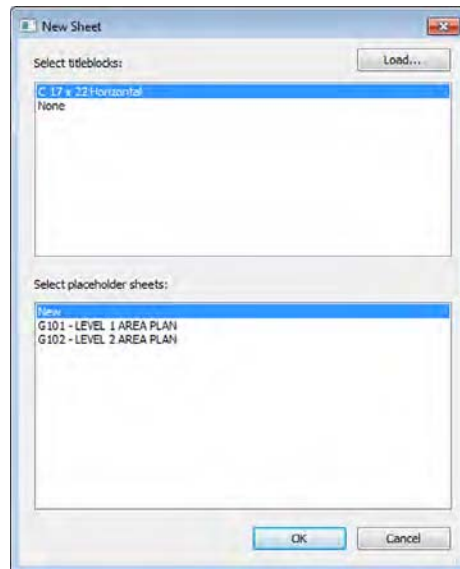 New Sheet
Select titleblocks:
Load...
C 17 x 22 Horizontal
None
Select placeholder sheets:
New
G101 - LEVEL 1 AREA PLAN
G102 - LEVEL 2 AREA PLAN
OK
Cancel